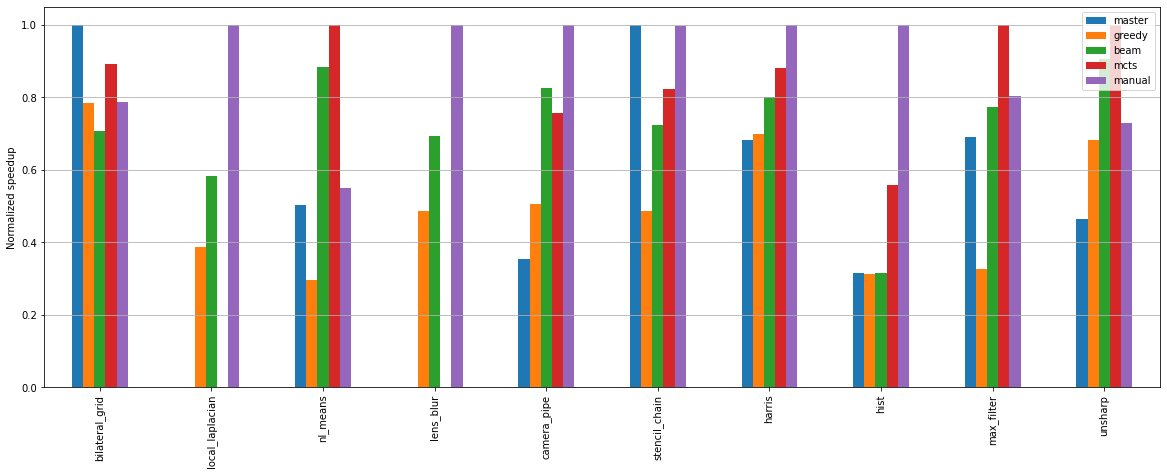 master
greedy
beam
mcts
manual
Normalized speedup
1.0
0.8
0.6
0.4
0.2
0.0
bilateral_grid
local_laplacian
nl_means
lens_blur
camera_pipe
stencil_chain
harris
hist
max_filter
unsharp